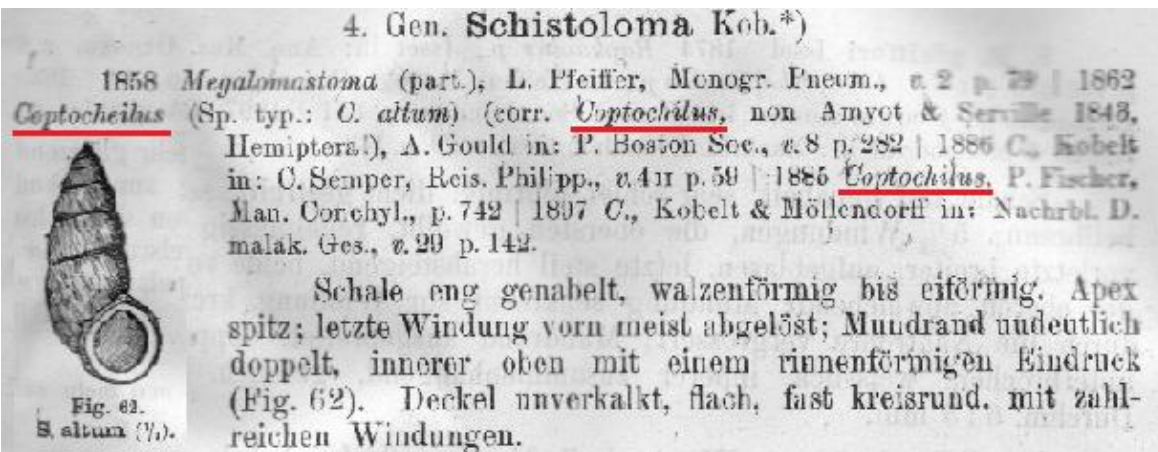 4. Gen. Schistoloma Kob.*)
1858 Megalomastoma (part.), L. Pfeiffer, Monogr. Pneum., v. 2 p. 79 | 1862
Coptocheilus (Sp. typ.: C. altum) (corr. Coptochilus, non Amyot & Serville 1843,
Hemiptera!), A. Gould in: P. Boston Soc., v. 8 p. 282 | 1886 C., Kobelt
in: C. Semper, Reis. Philipp., v. 4 II p. 59 | 1885 Coptochilus, P. Fischer,
Man. Conchyl., p. 742 | 1897 C., Kobelt & Möllendorff in: Nachrbl. D.
malak. Ges., v. 29 p. 142.
Schale eng genabelt, walzenförmig bis eiförmig. Apex
spitz; letzte Windung vorn meist abgelöst; Mundrand undeutlich
doppelt, innerer oben mit einem rinnenförmigen Eindruck
(Fig. 62). Deckel unverkalkt, flach, fast kreisrund, mit zahl-
reichen Windungen.
Fig. 62.
S. altum (¹/₁).